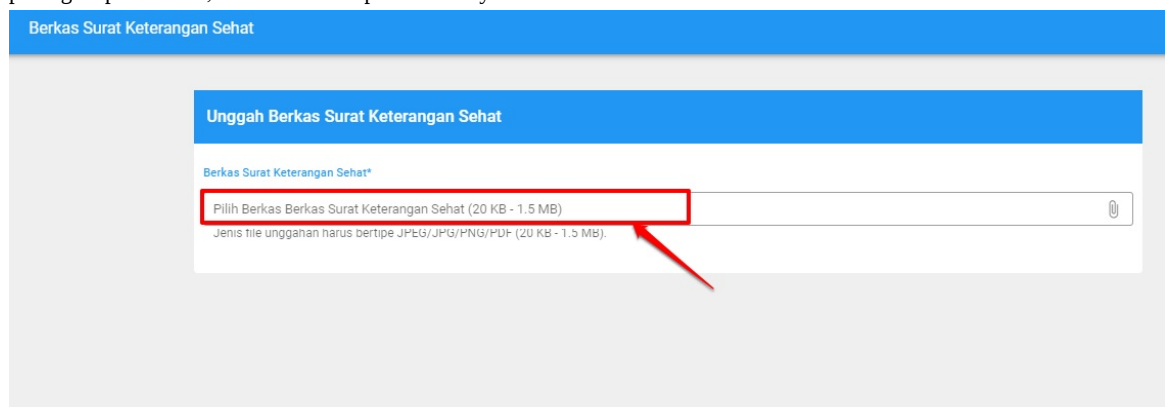 Berkas Surat Keterangan Sehat
Unggah Berkas Surat Keterangan Sehat
Berkas Surat Keterangan Sehat*
Pilih Berkas Berkas Surat Keterangan Sehat (20 KB - 1.5 MB)
Jenis file unggahan harus bertipe JPEG/JPG/PNG/PDF (20 KB - 1.5 MB).